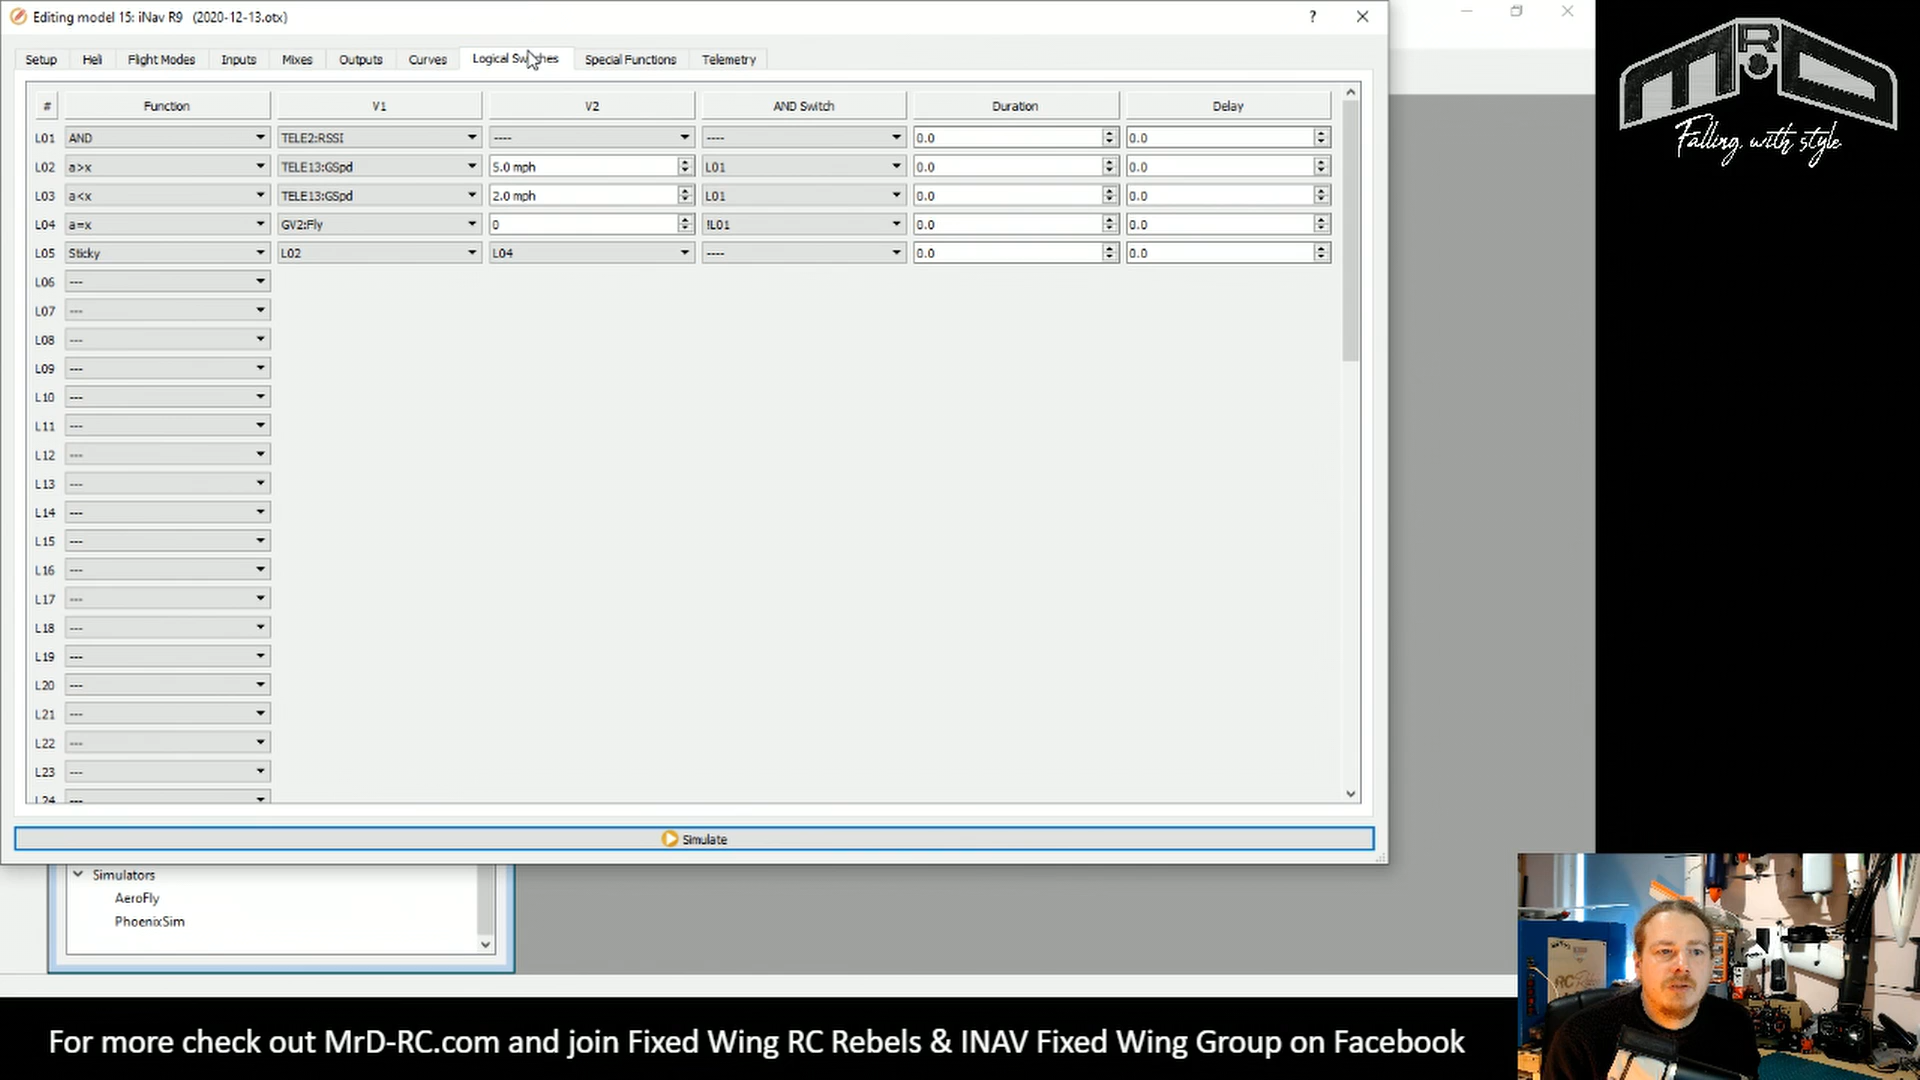 Editing model 15: iNav R9 (2020-12-13.otx)
?
Setup Heli Flight Modes Inputs Mixes Outputs Curves Logical Switches Special Functions Telemetry
# Function V1 V2 AND Switch Duration Delay
L01 AND TELE2:RSSI ---- ---- 0.0 0.0
L02 a>x TELE13:GSpd 5.0 mph L01 0.0 0.0
L03 a<x TELE13:GSpd 2.0 mph L01 0.0 0.0
L04 a=x GV2:Fly 0 !L01 0.0 0.0
L05 Sticky L02 L04 ---- 0.0 0.0
L06 ---
L07 ---
L08 ---
L09 ---
L10 ---
L11 ---
L12 ---
L13 ---
L14 ---
L15 ---
L16 ---
L17 ---
L18 ---
L19 ---
L20 ---
L21 ---
L22 ---
L23 ---
L24 ---
Simulate
Simulators
AeroFly
PhoenixSim
MRD
Falling with style
RC
For more check out MrD-RC.com and join Fixed Wing RC Rebels & INAV Fixed Wing Group on Facebook